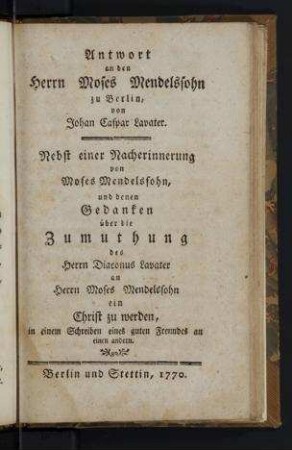 Antwort
an den
Herrn Moses Mendelssohn
zu Berlin,
von
Johan Caspar Lavater.
Nebst einer Nacherinnerung
von
Moses Mendelssohn,
und denen
Gedanken
über die
Zumuthung
des
Herrn Diaconus Lavater
an
Herrn Moses Mendelssohn
ein
Christ zu werden,
in einem Schreiben eines guten Freundes an
einen andern.
Berlin und Stettin, 1770.